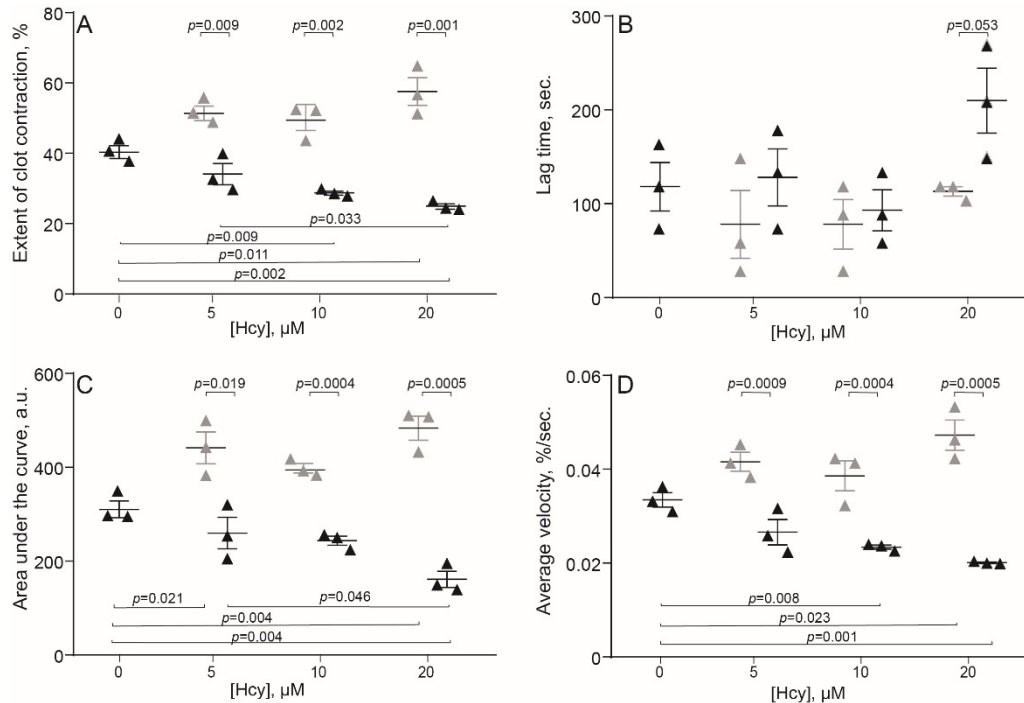 A
Extent of clot contraction, %
80
60
40
20
0
p=0.009
p=0.002
p=0.001
p=0.033
p=0.009
p=0.011
p=0.002
0
5
10
20
[Hcy], µM
B
Lag time, sec.
300
200
100
0
p=0.053
0
5
10
20
[Hcy], µM
C
Area under the curve, a.u.
600
400
200
0
p=0.019
p=0.0004
p=0.0005
p=0.021
p=0.046
p=0.004
p=0.004
0
5
10
20
[Hcy], µM
D
Average velocity, %/sec.
0.06
0.04
0.02
0.00
p=0.0009
p=0.0004
p=0.0005
p=0.008
p=0.023
p=0.001
0
5
10
20
[Hcy], µM